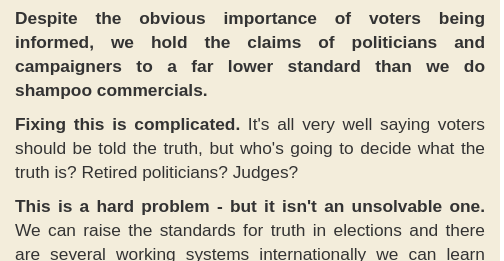 Despite the obvious importance of voters being
informed, we hold the claims of politicians and
campaigners to a far lower standard than we do
shampoo commercials.
Fixing this is complicated. It's all very well saying voters
should be told the truth, but who's going to decide what the
truth is? Retired politicians? Judges?
This is a hard problem - but it isn't an unsolvable one.
We can raise the standards for truth in elections and there
are several working systems internationally we can learn